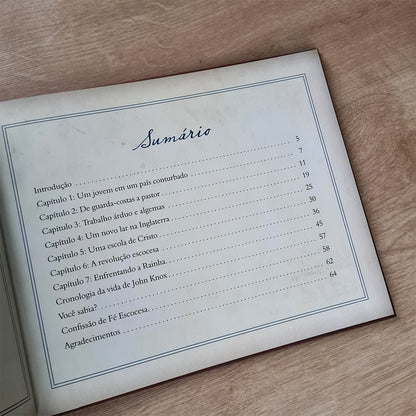 Sumário
Introdução 5
Capítulo 1: Um jovem em um país conturbado 7
Capítulo 2: De guarda-costas a pastor 11
Capítulo 3: Trabalho árduo e algemas 19
Capítulo 4: Um novo lar na Inglaterra 25
Capítulo 5: Uma escola de Cristo 30
Capítulo 6: A revolução escocesa 36
Capítulo 7: Enfrentando a Rainha 45
Cronologia da vida de John Knox 57
Você sabia? 58
Confissão de Fé Escocesa 62
Agradecimentos 64